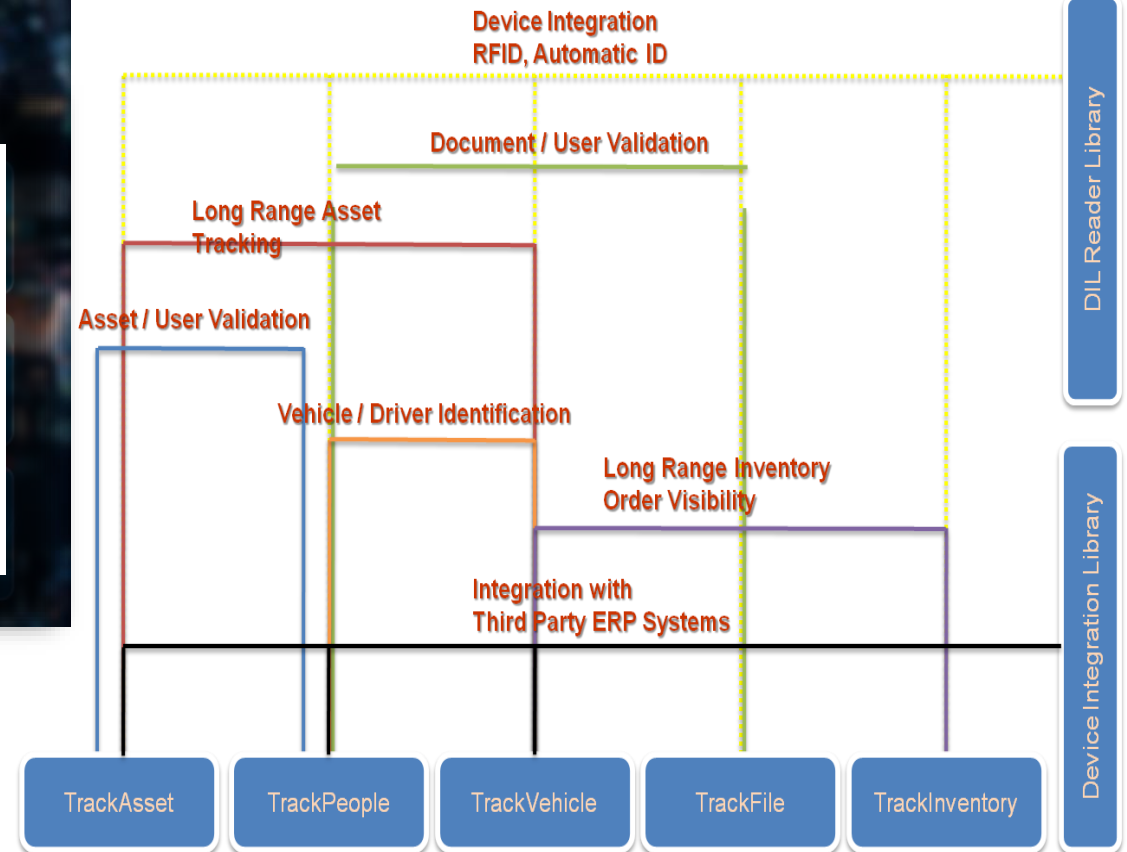 Device Integration
RFID, Automatic ID
Document / User Validation
Long Range Asset
Tracking
Asset / User Validation
Vehicle / Driver Identification
Long Range Inventory
Order Visibility
Integration with
Third Party ERP Systems
DIL Reader Library
Device Integration Library
TrackAsset
TrackPeople
TrackVehicle
TrackFile
TrackInventory